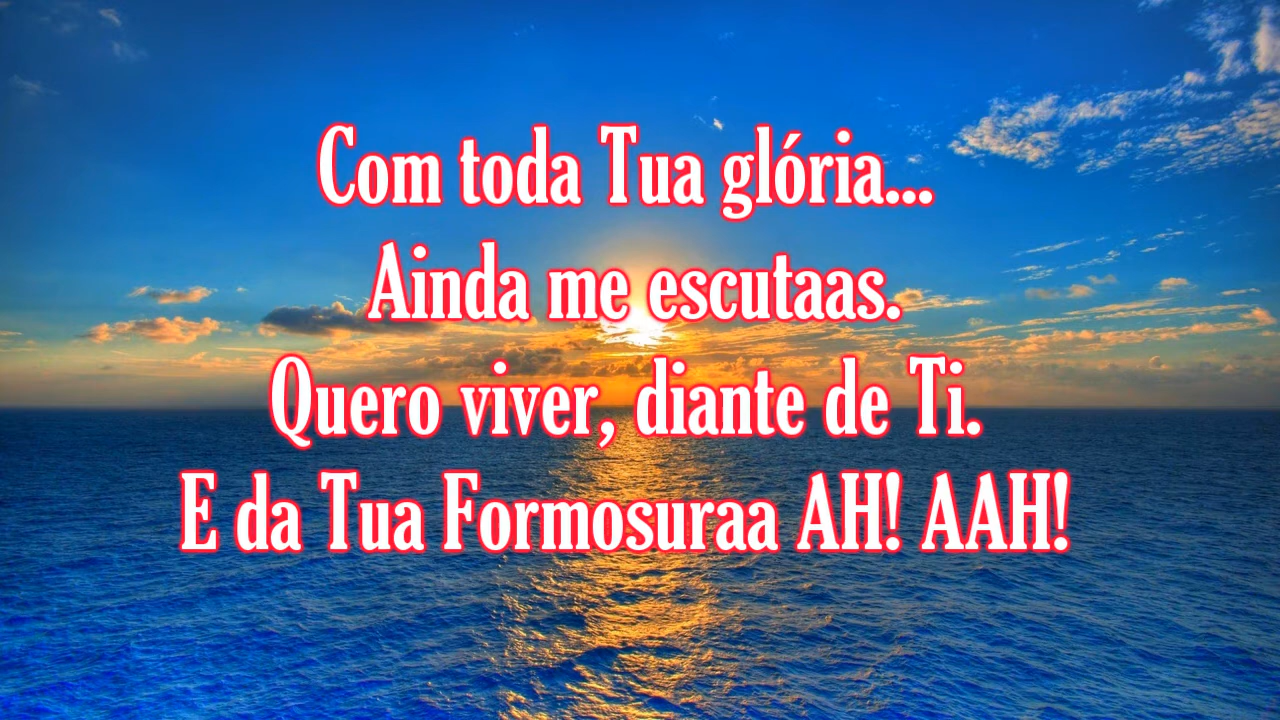 Com toda Tua glória...
Ainda me escutaas.
Quero viver, diante de Ti.
E da Tua Formosuraa AH! AAH!